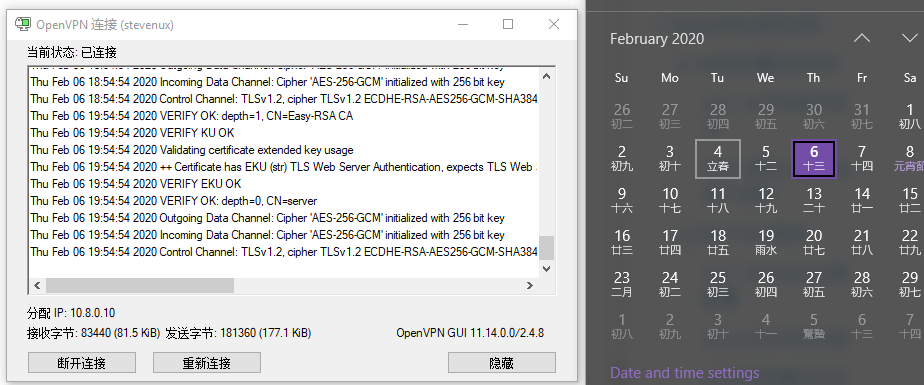 OpenVPN 连接 (stevenux)
当前状态: 已连接
Thu Feb 06 18:54:54 2020 Incoming Data Channel: Cipher 'AES-256-GCM' initialized with 256 bit key
Thu Feb 06 18:54:54 2020 Control Channel: TLSv1.2, cipher TLSv1.2 ECDHE-RSA-AES256-GCM-SHA384
Thu Feb 06 19:54:54 2020 VERIFY OK: depth=1, CN=Easy-RSA CA
Thu Feb 06 19:54:54 2020 VERIFY KU OK
Thu Feb 06 19:54:54 2020 Validating certificate extended key usage
Thu Feb 06 19:54:54 2020 ++ Certificate has EKU (str) TLS Web Server Authentication, expects TLS Web
Thu Feb 06 19:54:54 2020 VERIFY EKU OK
Thu Feb 06 19:54:54 2020 VERIFY OK: depth=0, CN=server
Thu Feb 06 19:54:54 2020 Outgoing Data Channel: Cipher 'AES-256-GCM' initialized with 256 bit key
Thu Feb 06 19:54:54 2020 Incoming Data Channel: Cipher 'AES-256-GCM' initialized with 256 bit key
Thu Feb 06 19:54:54 2020 Control Channel: TLSv1.2, cipher TLSv1.2 ECDHE-RSA-AES256-GCM-SHA384
分配 IP: 10.8.0.10
接收字节: 83440 (81.5 KiB) 发送字节: 181360 (177.1 KiB) OpenVPN GUI 11.14.0.0/2.4.8
断开连接 重新连接 隐藏
February 2020
Su Mo Tu We Th Fr Sa
26 27 28 29 30 31 1
初二 初三 初四 初五 初六 初七 初八
2 3 4 5 6 7 8
初九 初十 立春 十二 十三 十四 元宵節
9 10 11 12 13 14 15
十六 十七 十八 十九 二十 廿一 廿二
16 17 18 19 20 21 22
廿三 廿四 廿五 雨水 廿七 廿八 廿九
23 24 25 26 27 28 29
二月 初二 初三 初四 初五 初六 初七
1 2 3 4 5 6 7
初八 初九 初十 十一 驚蟄 十三 十四
Date and time settings